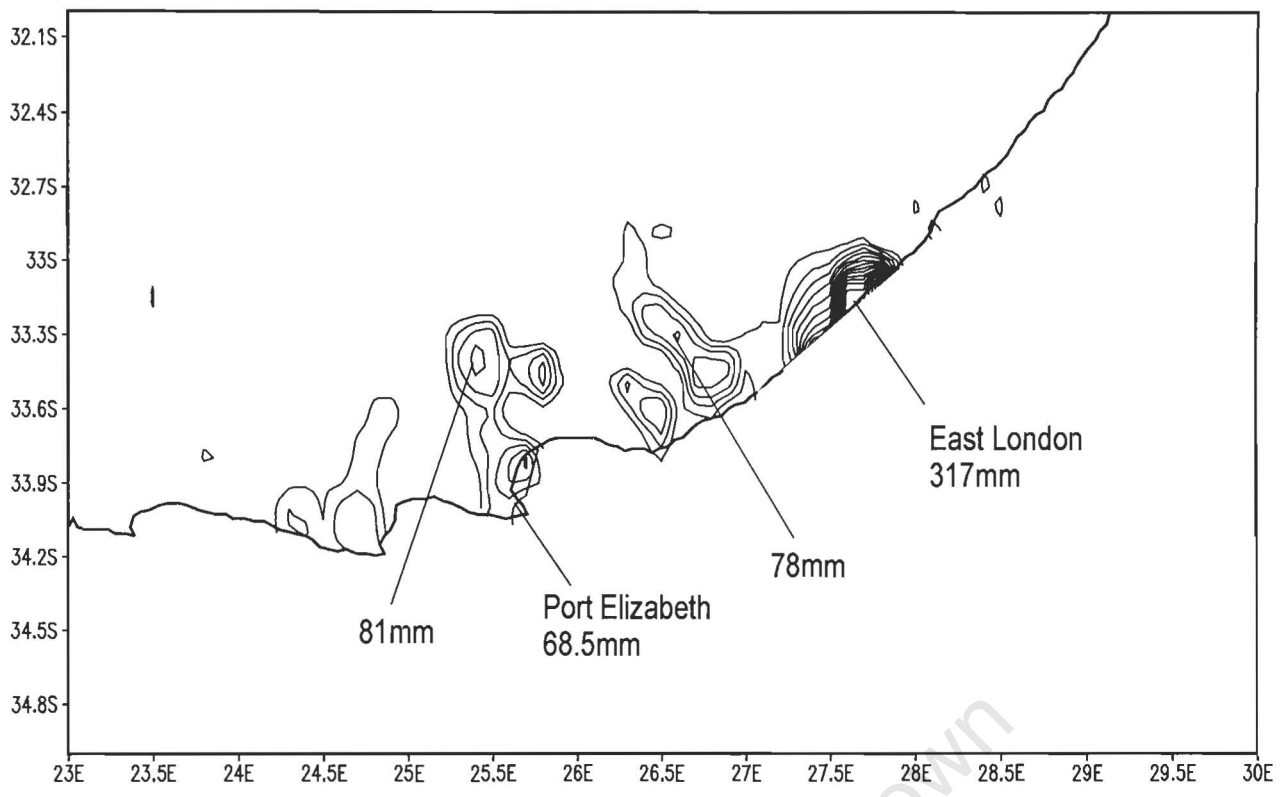 32.1S
32.4S
32.7S
33S
33.3S
33.6S
33.9S
34.2S
34.5S
34.8S
East London
317mm
78mm
Port Elizabeth
68.5mm
81mm
23E 23.5E 24E 24.5E 25E 25.5E 26E 26.5E 27E 27.5E 28E 28.5E 29E 29.5E 30E
own